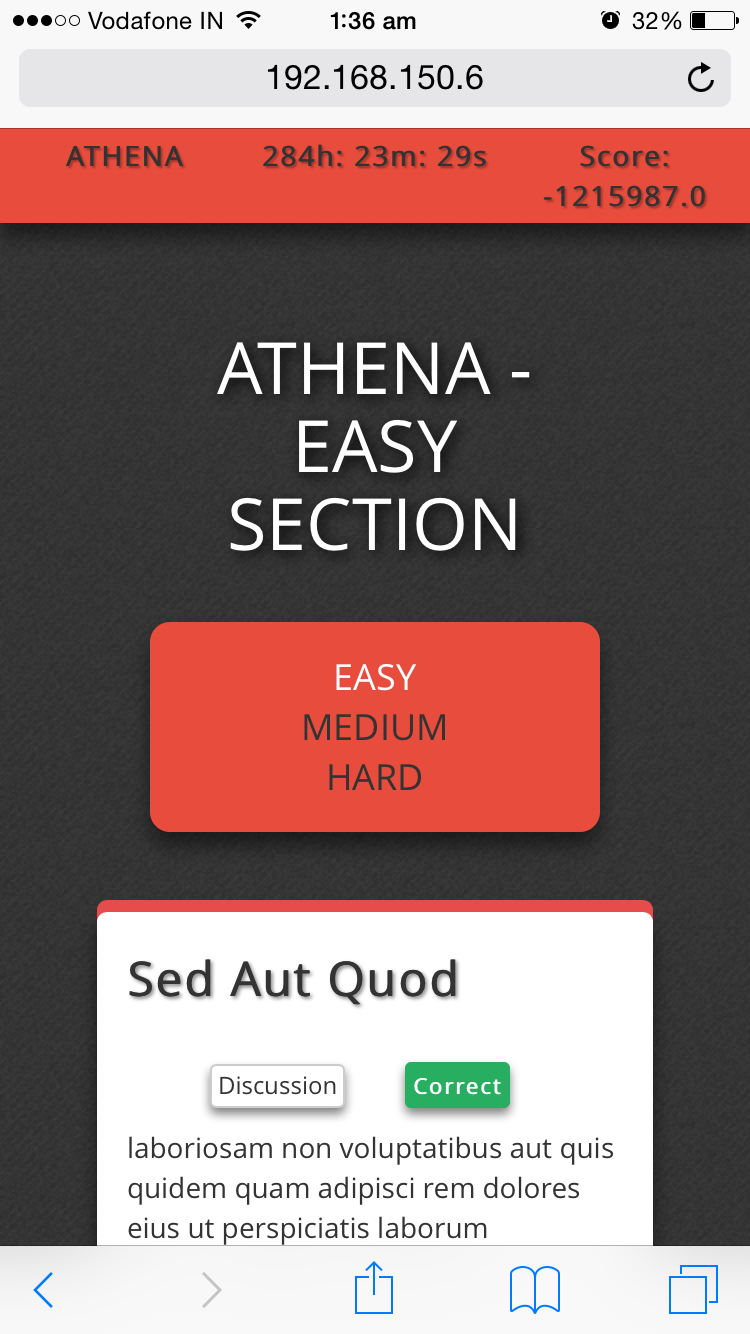 Vodafone IN 1:36 am 32%
192.168.150.6
ATHENA 284h: 23m: 29s Score:
-1215987.0
ATHENA -
EASY
SECTION
EASY
MEDIUM
HARD
Sed Aut Quod
Discussion Correct
laboriosam non voluptatibus aut quis
quidem quam adipisci rem dolores
eius ut perspiciatis laborum